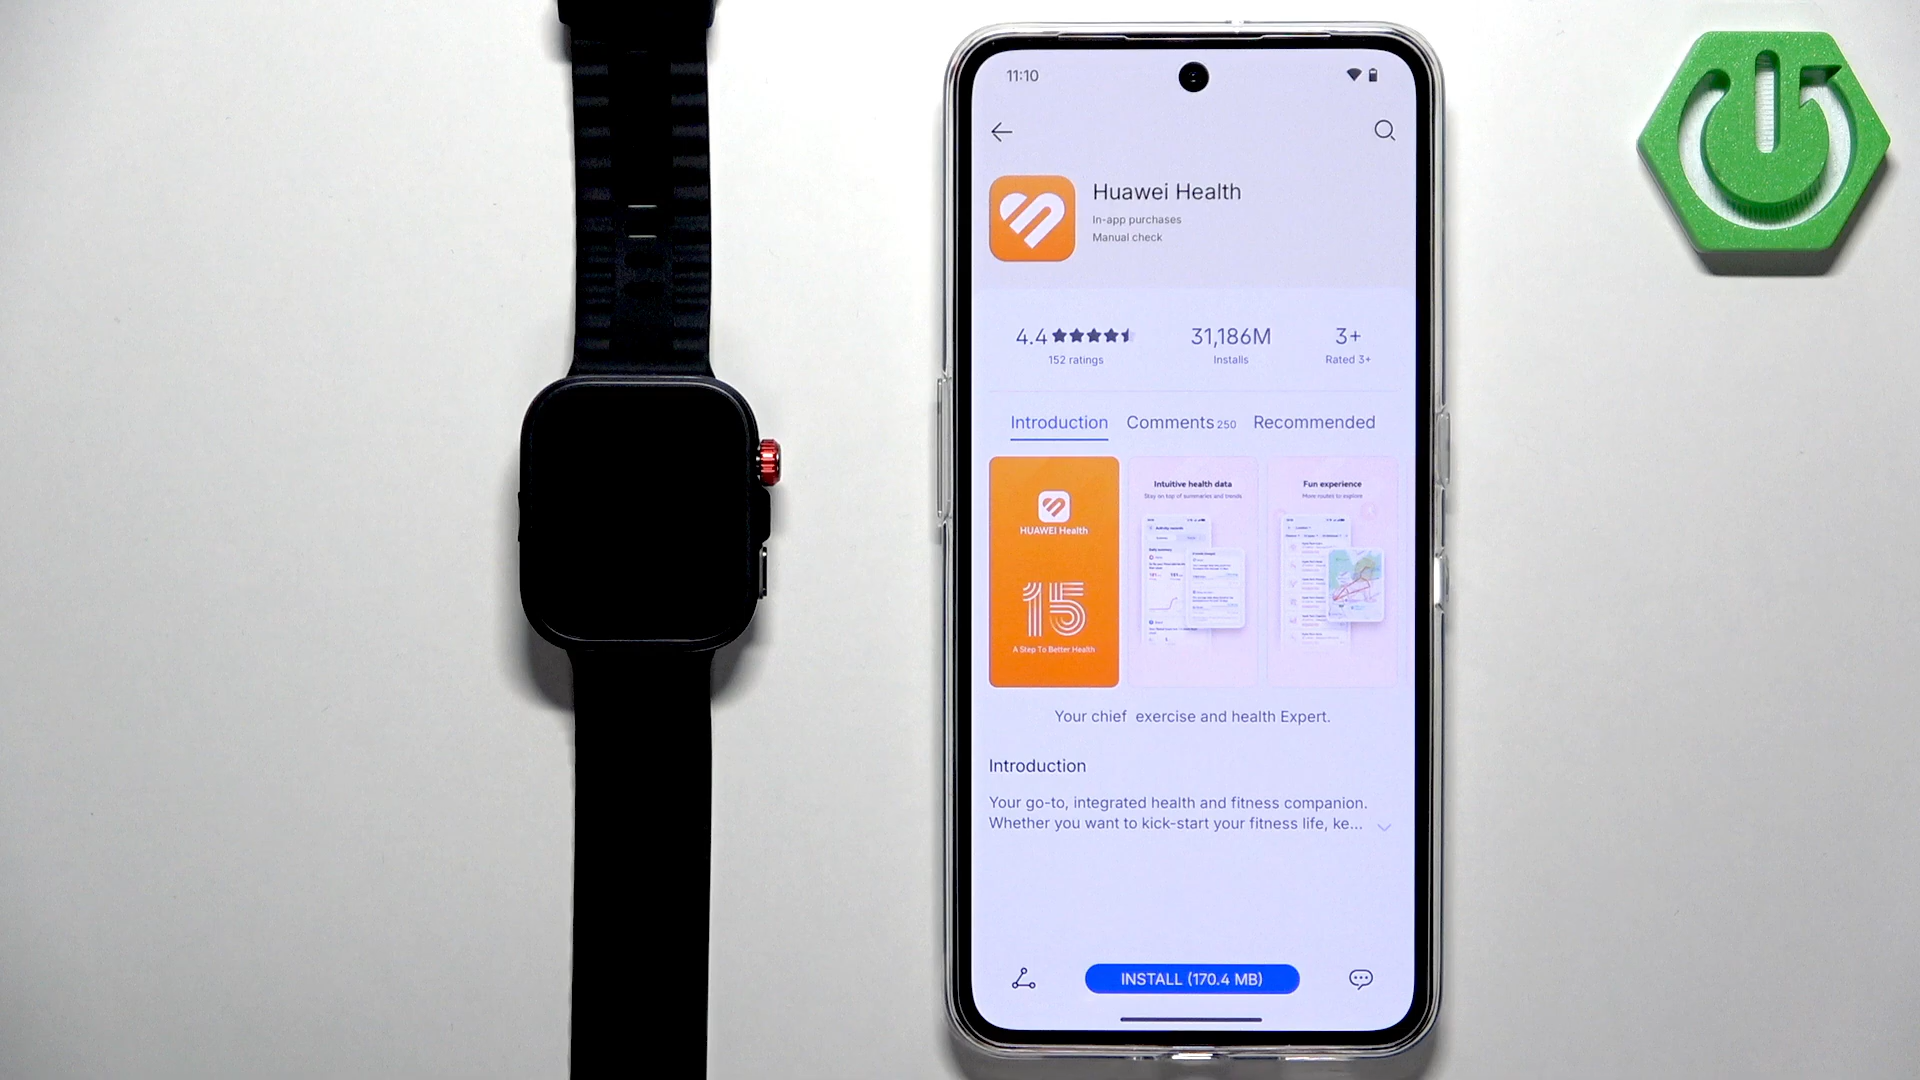 11:10
Huawei Health
In-app purchases
Manual check
4.4
31,186M
3+
152 ratings
Installs
Rated 3+
Introduction
Comments 250
Recommended
HUAWEI Health
15
A Step To Better Health
Intuitive health data
Stay on top of summaries and trends
Fun experience
More routes to explore
Your chief exercise and health Expert.
Introduction
Your go-to, integrated health and fitness companion.
Whether you want to kick-start your fitness life, ke...
INSTALL (170.4 MB)